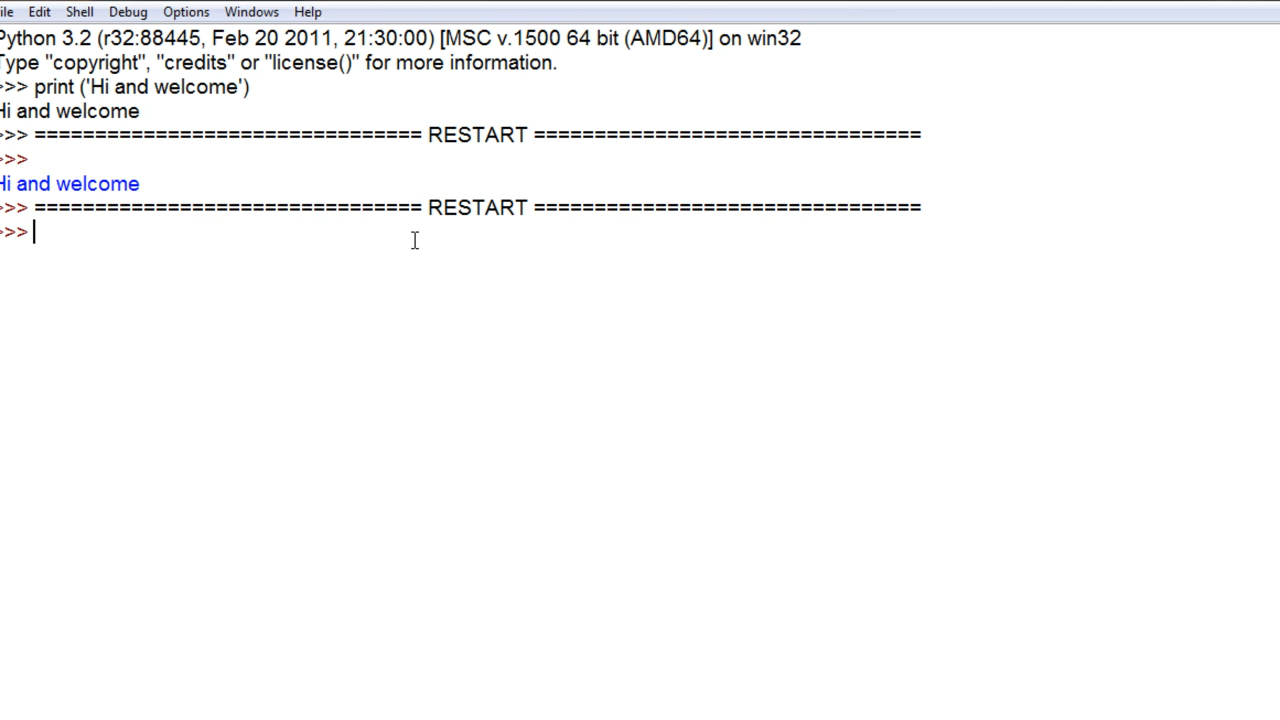 ile Edit Shell Debug Options Windows Help
Python 3.2 (r32:88445, Feb 20 2011, 21:30:00) [MSC v.1500 64 bit (AMD64)] on win32
Type "copyright", "credits" or "license()" for more information.
>>> print ('Hi and welcome')
Hi and welcome
>>> ================================ RESTART ================================
>>>
Hi and welcome
>>> ================================ RESTART ================================
>>>